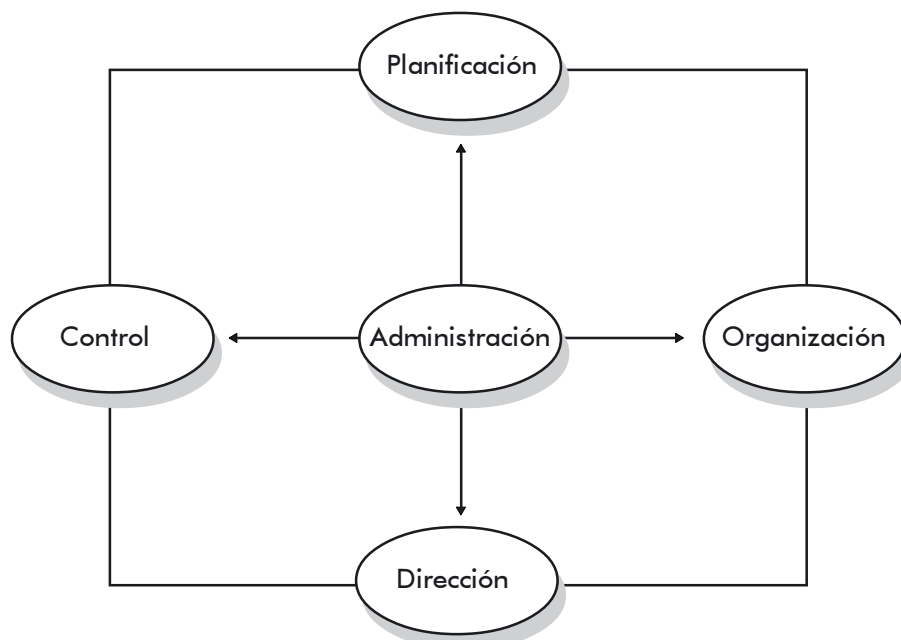 Planificación
Control
Administración
Organización
Dirección